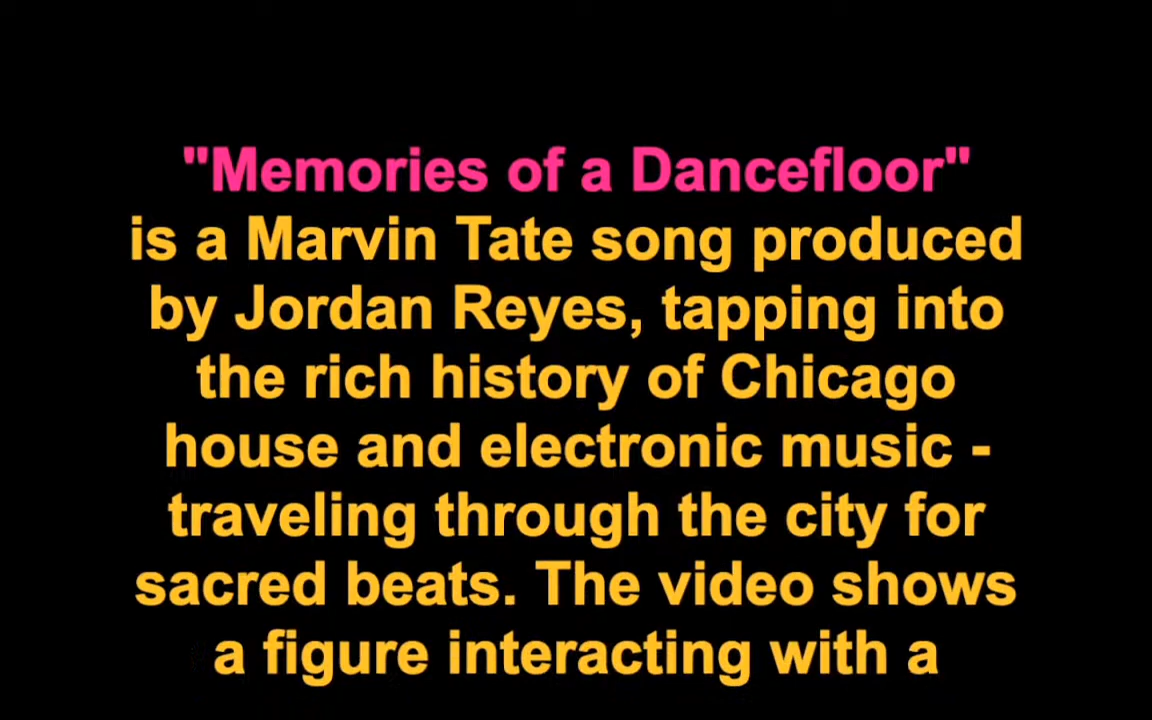 "Memories of a Dancefloor"
is a Marvin Tate song produced
by Jordan Reyes, tapping into
the rich history of Chicago
house and electronic music -
traveling through the city for
sacred beats. The video shows
a figure interacting with a